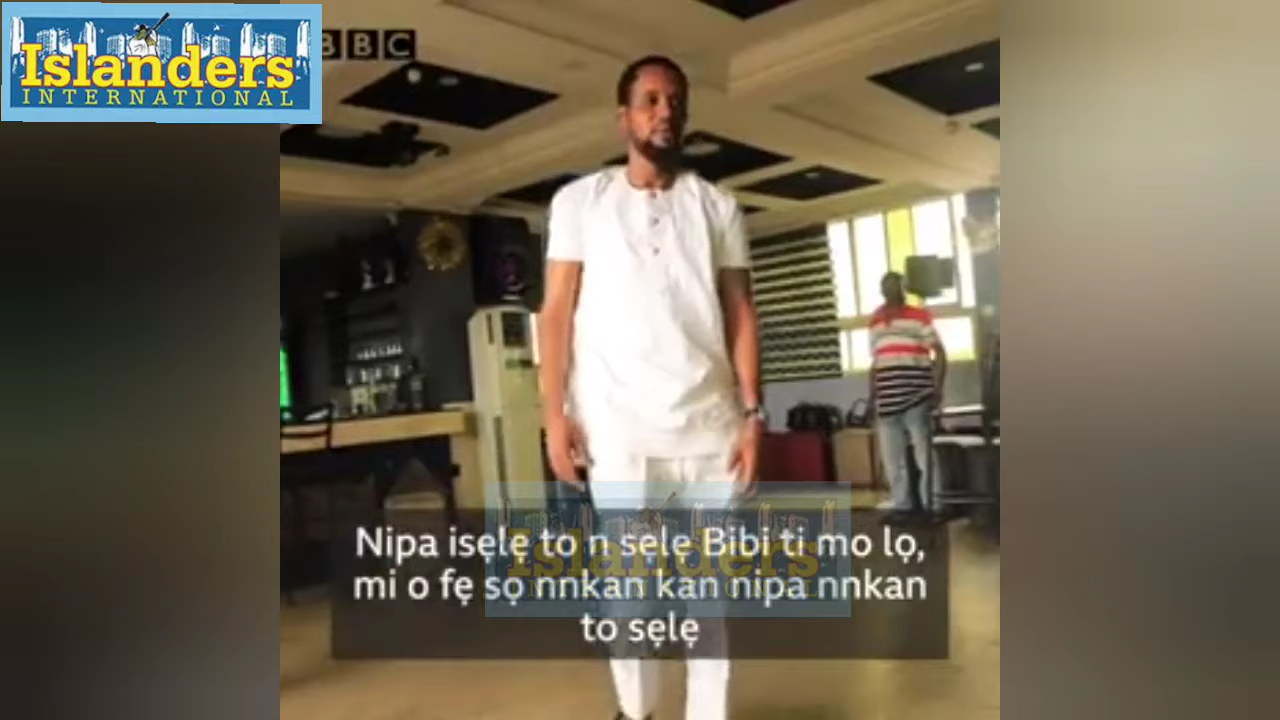 Islanders
INTERNATIONAL
BBC
Nipa isẹlẹ to n sẹlẹ Bibi ti mo lọ,
mi o fẹ sọ nnkan kan nipa nnkan
to sẹlẹ
Islanders